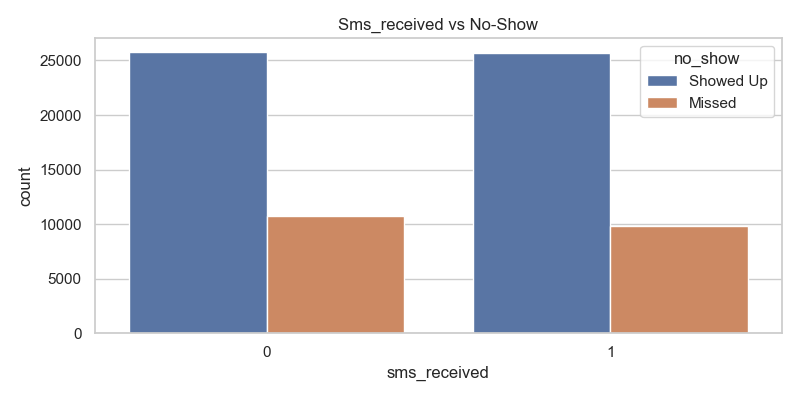 Sms_received vs No-Show
25000
20000
15000
10000
5000
0
count
no_show
Showed Up
Missed
0
1
sms_received